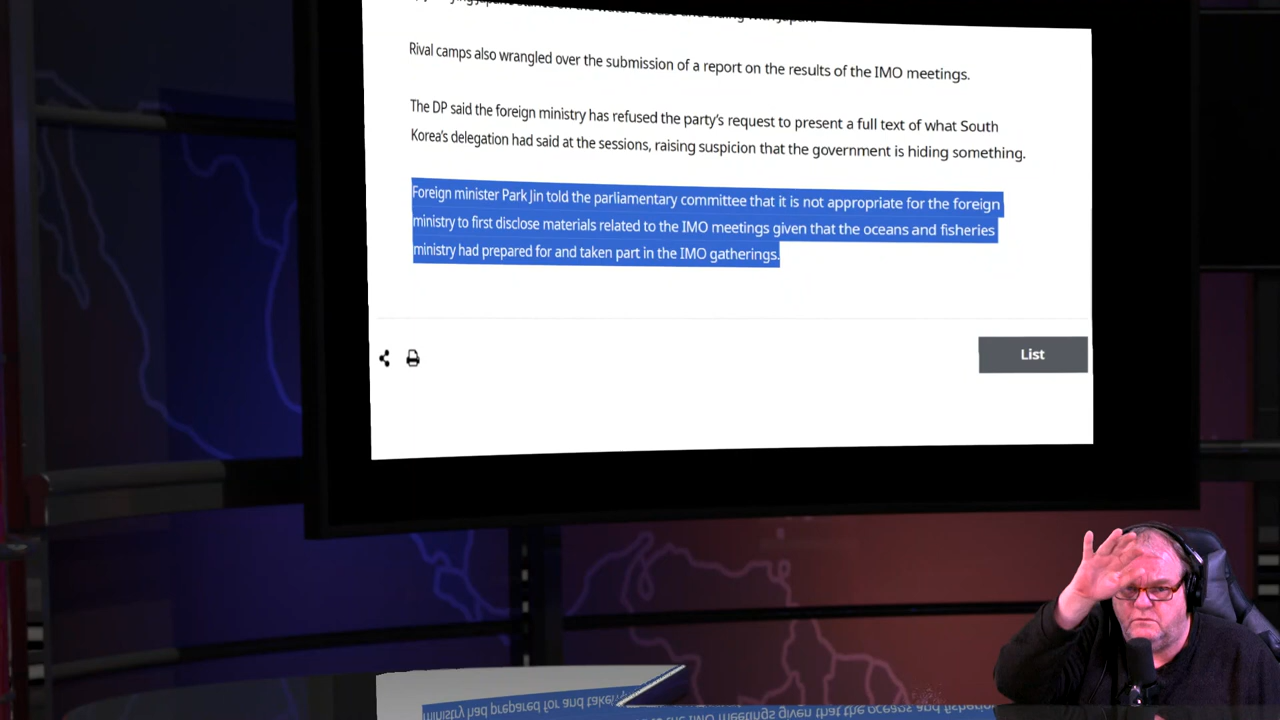 Rival camps also wrangled over the submission of a report on the results of the IMO meetings.
The DP said the foreign ministry has refused the party's request to present a full text of what South
Korea's delegation had said at the sessions, raising suspicion that the government is hiding something.
Foreign minister Park Jin told the parliamentary committee that it is not appropriate for the foreign
ministry to first disclose materials related to the IMO meetings given that the oceans and fisheries
ministry had prepared for and taken part in the IMO gatherings.
List